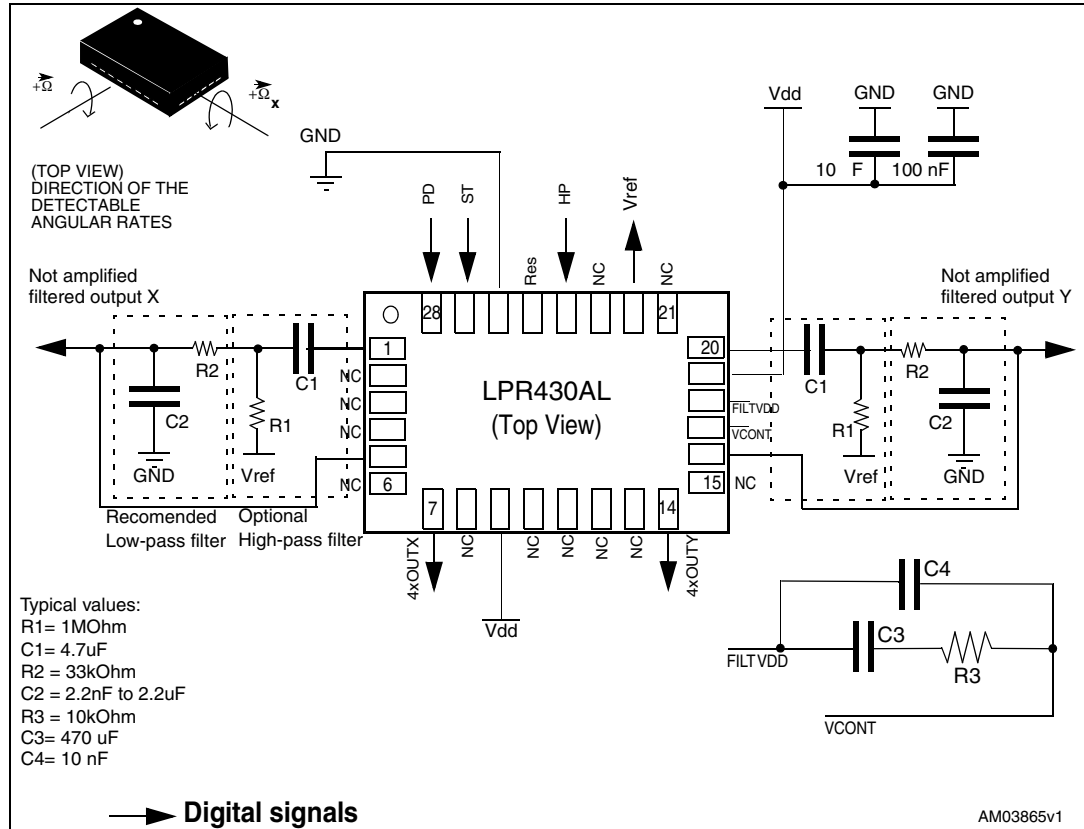 +Ω
+Ωx
(TOP VIEW)
DIRECTION OF THE
DETECTABLE
ANGULAR RATES
GND
PD
ST
Res
HP
NC
Vref
NC
Vdd
GND
GND
10 F
100 nF
Not amplified
filtered output X
Not amplified
filtered output Y
28
21
1
20
R2
C1
C2
R1
GND
Vref
NC
NC
NC
NC
6
LPR430AL
(Top View)
FILTVDD
VCONT
15
NC
C1
R2
R1
C2
Vref
GND
Recomended
Low-pass filter
Optional
High-pass filter
7
14
4xOUTX
NC
Vdd
NC
NC
NC
NC
4xOUTY
C4
C3
R3
FILTVDD
VCONT
Typical values:
R1= 1MOhm
C1= 4.7uF
R2 = 33kOhm
C2 = 2.2nF to 2.2uF
R3 = 10kOhm
C3= 470 uF
C4= 10 nF
Digital signals
AM03865v1